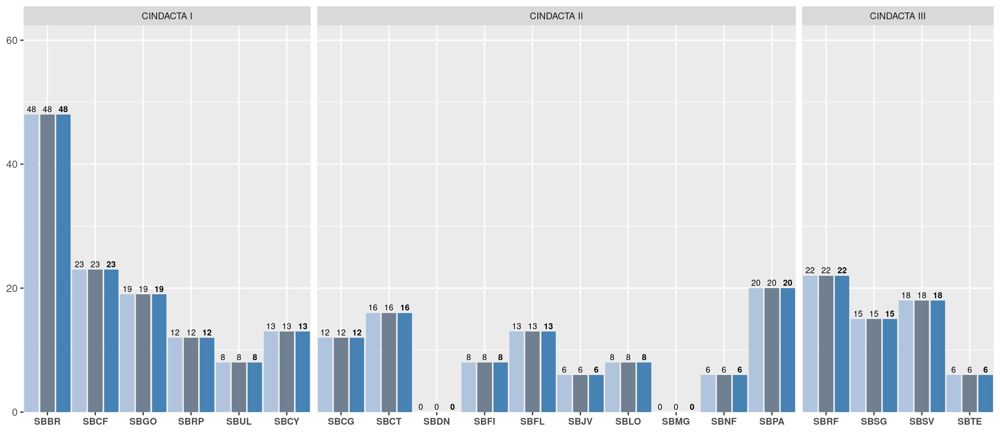 CINDACTA I
CINDACTA II
CINDACTA III
60
40
20
0
48 48 48
23 23 23
19 19 19
12 12 12
8 8 8
13 13 13
12 12 12
16 16 16
0 0 0
8 8 8
13 13 13
6 6 6
8 8 8
0 0 0
6 6 6
20 20 20
22 22 22
15 15 15
18 18 18
6 6 6
SBBR SBCF SBGO SBRP SBUL SBCY
SBCG SBCT SBDN SBFI SBFL SBJV SBLO SBMG SBNF SBPA
SBRF SBSG SBSV SBTE